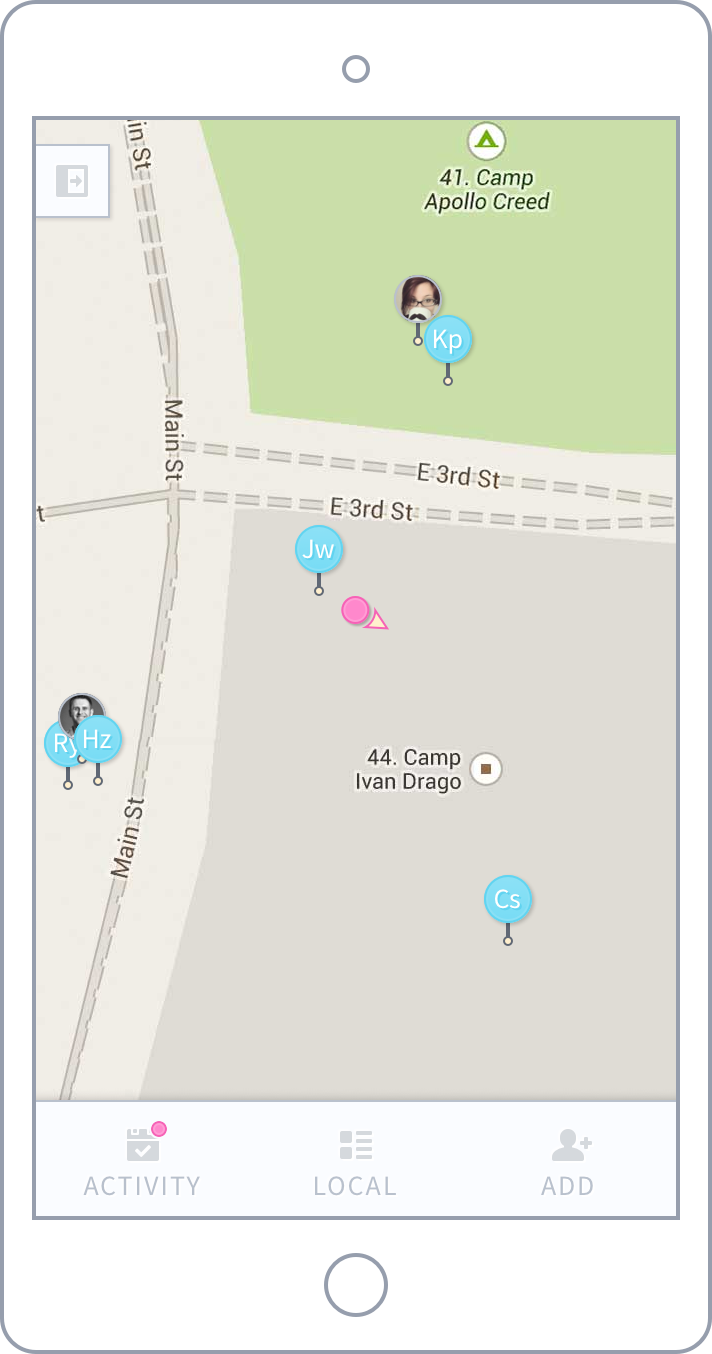 in St
41. Camp
Apollo Creed
Kp
Main St
E 3rd St
E 3rd St
t
Jw
Ry
Hz
44. Camp
Ivan Drago
Main St
Cs
ACTIVITY
LOCAL
ADD